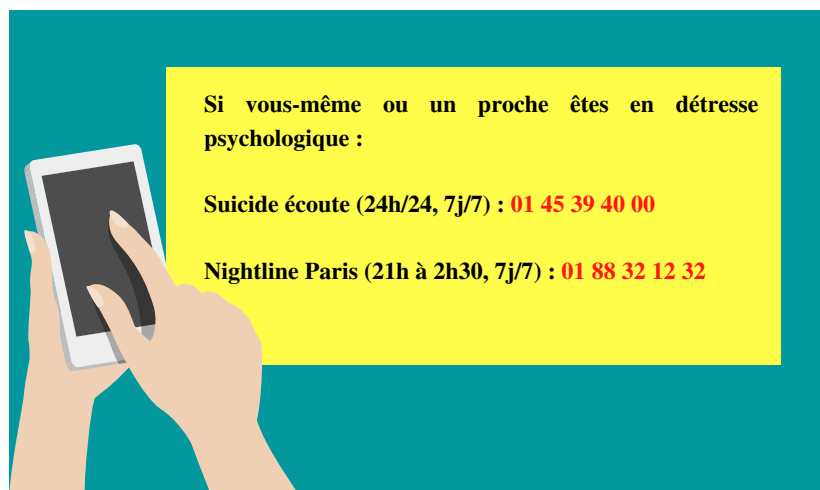 Si vous-même ou un proche êtes en détresse
psychologique :
Suicide écoute (24h/24, 7j/7) : 01 45 39 40 00
Nightline Paris (21h à 2h30, 7j/7) : 01 88 32 12 32